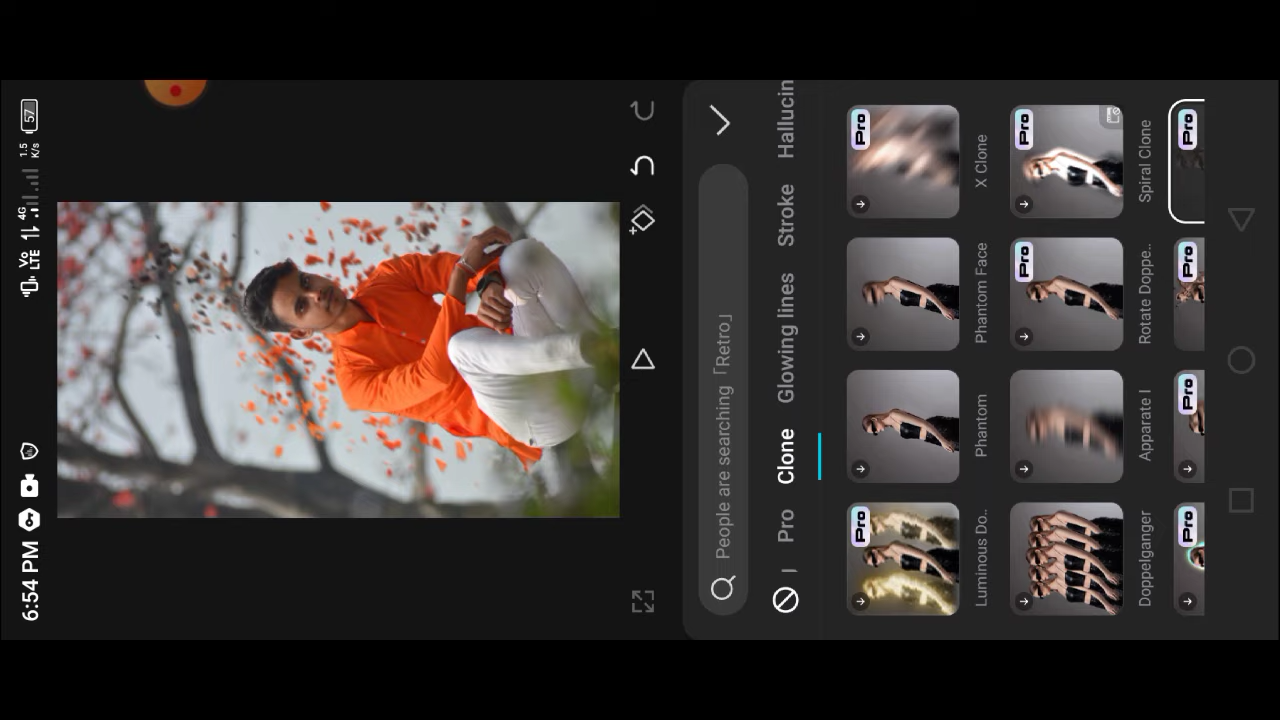 6:54 PM
Vo LTE 4G 1.5 K/s 57
People are searching「Retro」
Pro Clone Glowing lines Stroke Hallucin
Pro Pro
Luminous Do.. Phantom Phantom Face X Clone
Pro Pro
Doppelganger Apparate I Rotate Doppe.. Spiral Clone
Pro Pro Pro Pro